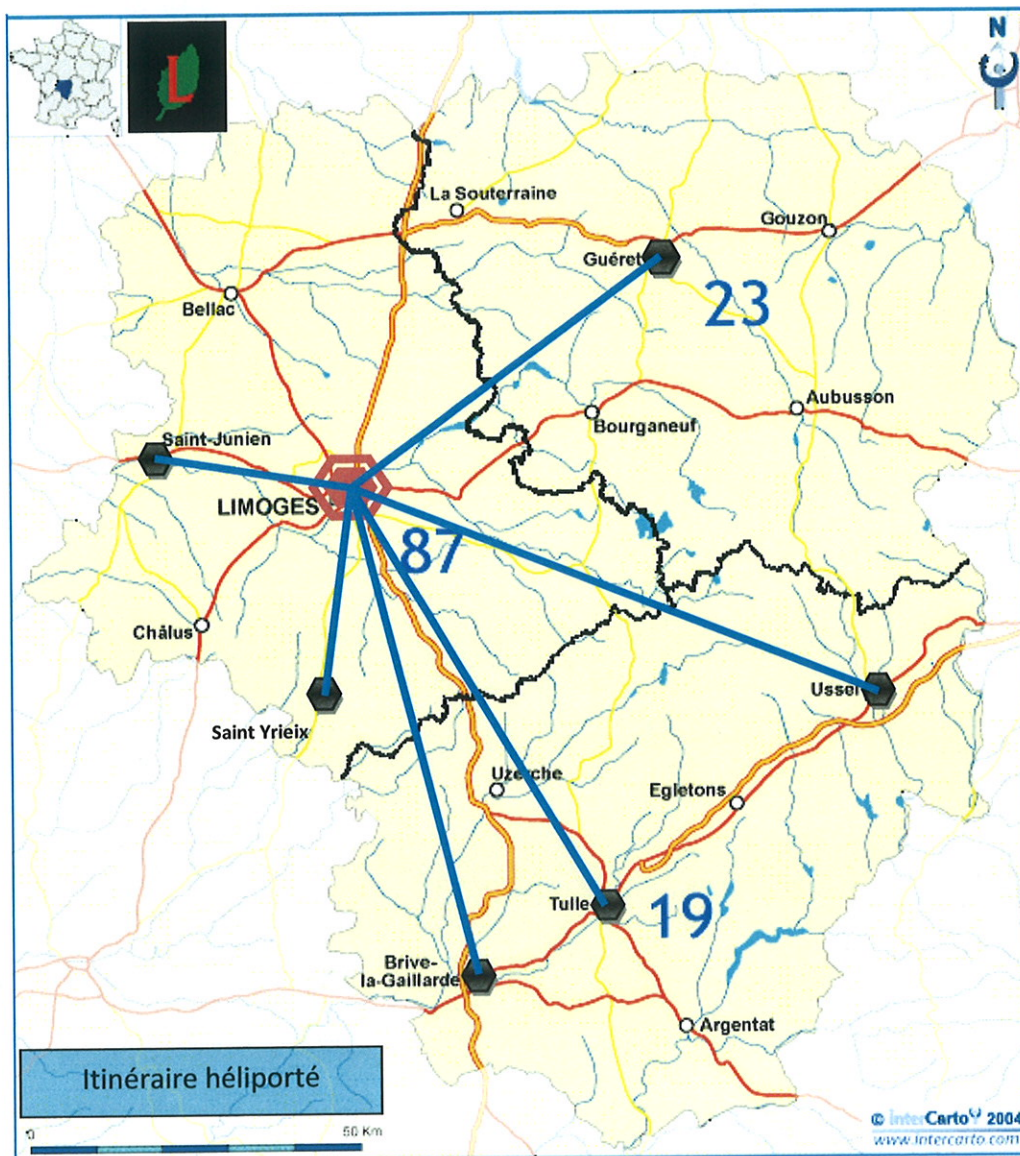 L
N
La Souterraine
Gouzon
Guéret
23
Bellac
Aubusson
Bourganeuf
Saint-Junien
LIMOGES
87
Châlus
Ussel
Saint Yrieix
Uzerche
Egletons
Tulle
19
Brive-
la-Gaillarde
Argentat
Itinéraire héliporté
0
50 Km
© interCarto 2004
www.intercarto.com